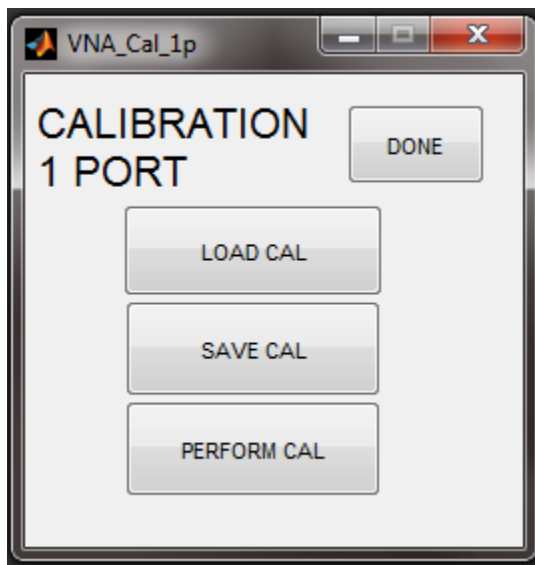 VNA_Cal_1p
CALIBRATION
1 PORT
DONE
LOAD CAL
SAVE CAL
PERFORM CAL